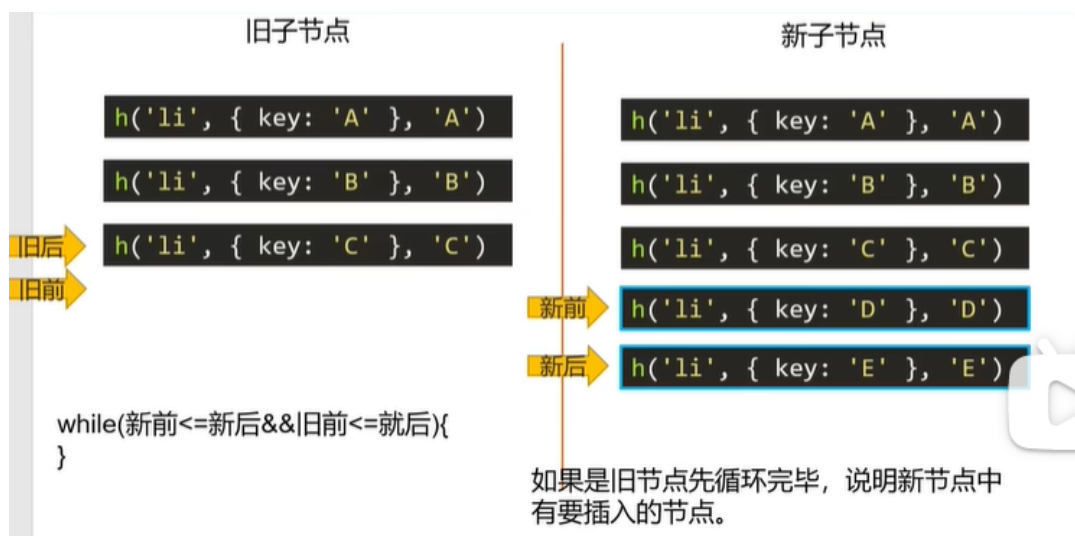 旧子节点
h('li', { key: 'A' }, 'A')
h('li', { key: 'B' }, 'B')
旧后
h('li', { key: 'C' }, 'C')
旧前
while(新前<=新后&&旧前<=就后){
}
新子节点
h('li', { key: 'A' }, 'A')
h('li', { key: 'B' }, 'B')
h('li', { key: 'C' }, 'C')
新前
h('li', { key: 'D' }, 'D')
新后
h('li', { key: 'E' }, 'E')
如果是旧节点先循环完毕，说明新节点中
有要插入的节点。